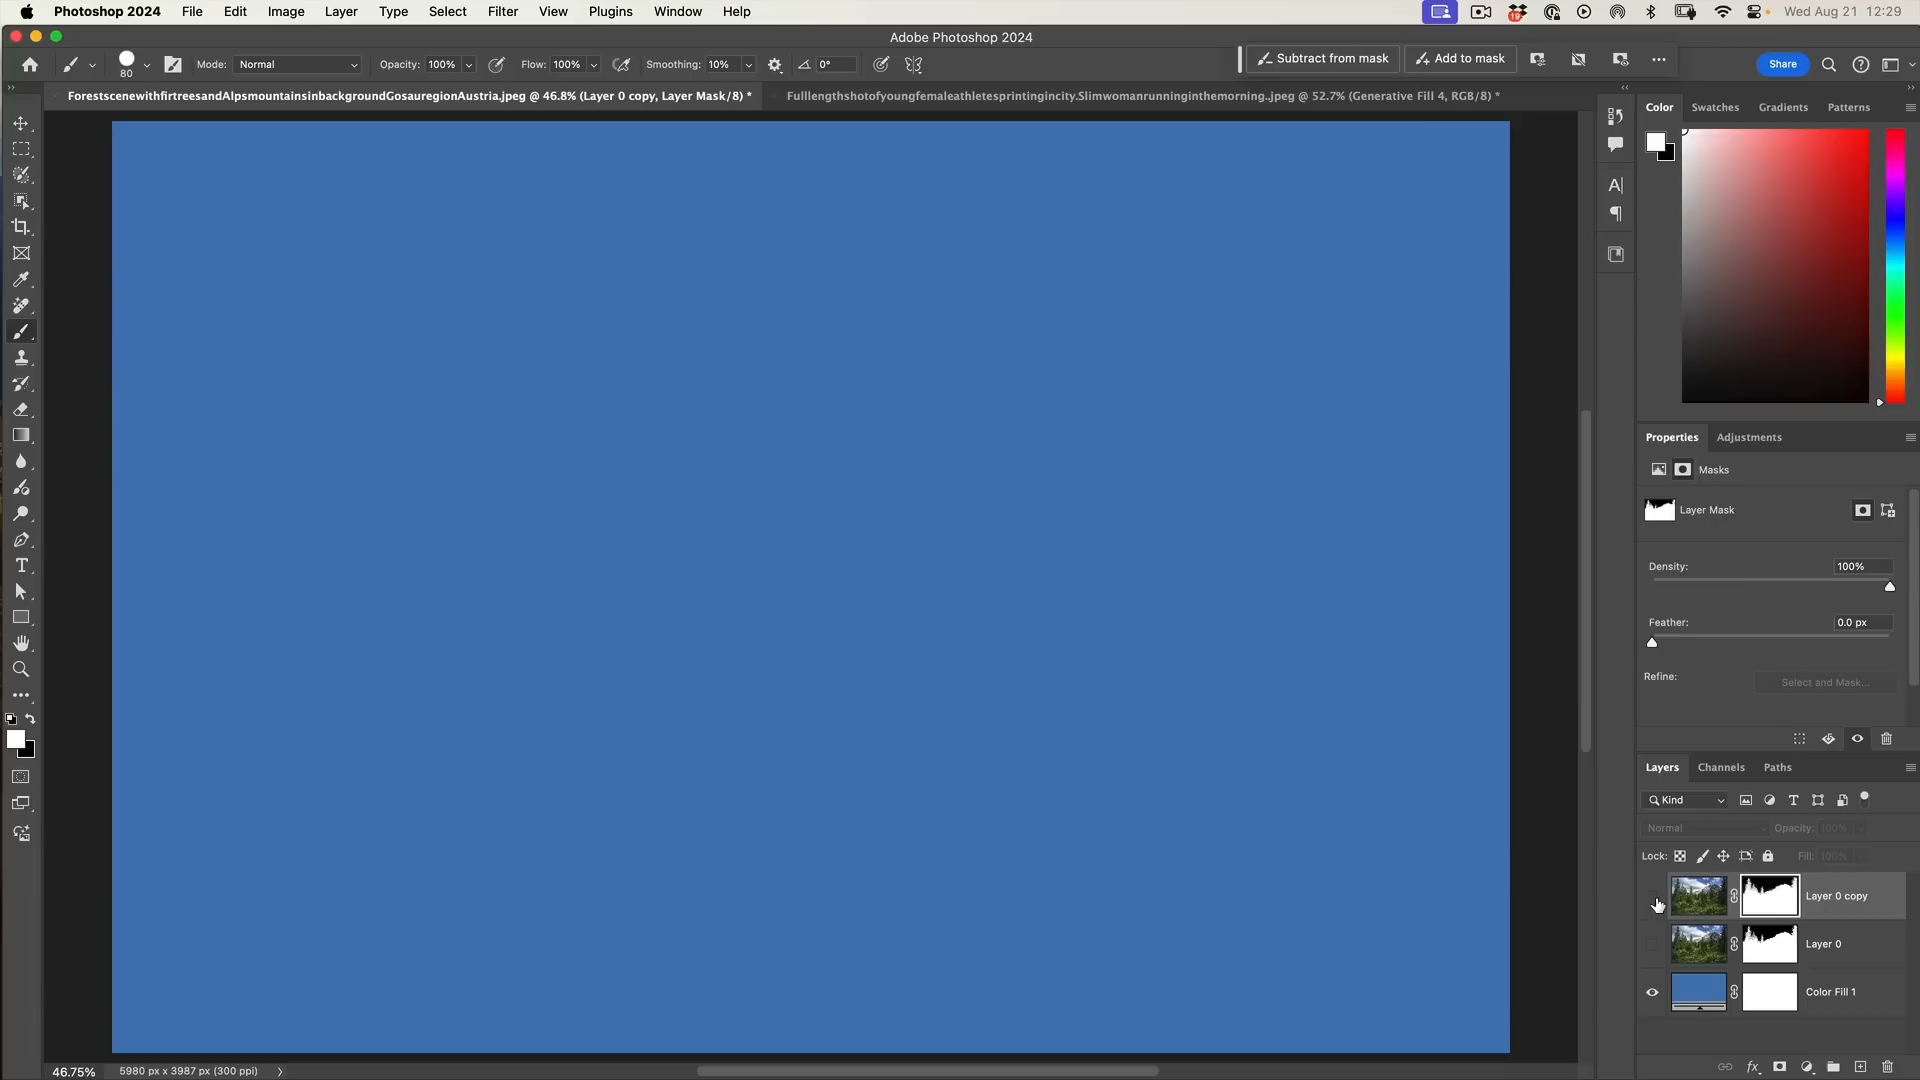 Photoshop 2024 File Edit Image Layer Type Select Filter View Plugins Window Help
19
Wed Aug 21 12:29
Adobe Photoshop 2024
80
Mode: Normal Opacity: 100% Flow: 100% Smoothing: 10% 0°
Subtract from mask Add to mask
Share
ForestscenewithfirtreesandAlpsmountainsinbackgroundGosauregionAustria.jpeg @ 46.8% (Layer 0 copy, Layer Mask/8) *
Fulllengthshotofyoungfemaleathletesprintingincity.Slimwomanrunninginthemorning.jpeg @ 52.7% (Generative Fill 4, RGB/8) *
Color Swatches Gradients Patterns
Properties Adjustments
Masks
Layer Mask
Density: 100%
Feather: 0.0 px
Refine: Select and Mask...
Layers Channels Paths
Kind
Normal Opacity: 100%
Lock: Fill: 100%
Layer 0 copy
Layer 0
Color Fill 1
46.75% 5980 px x 3987 px (300 ppi)